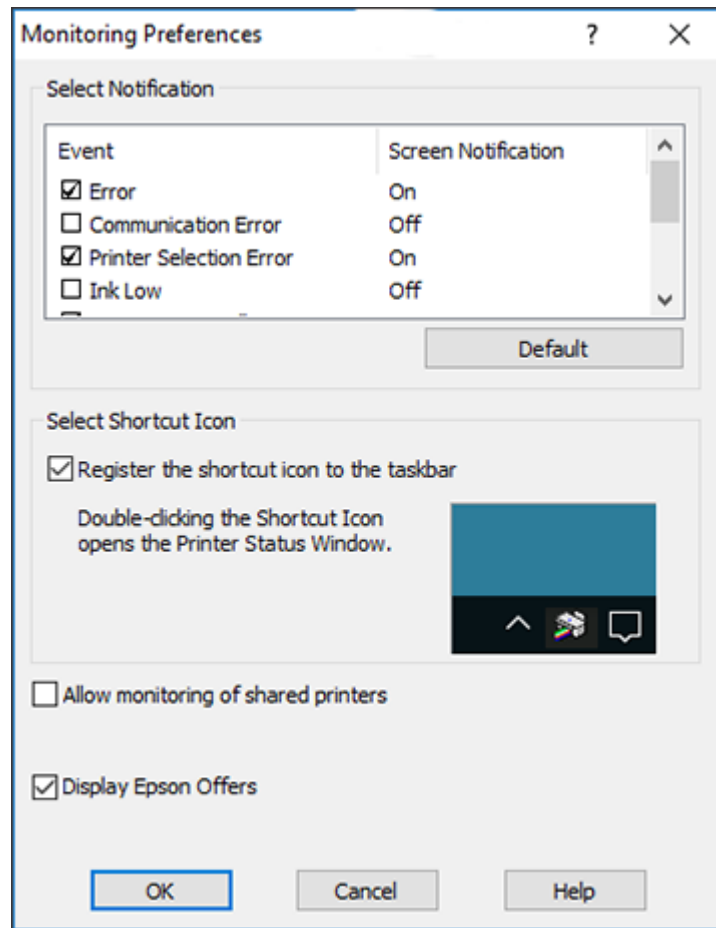 Monitoring Preferences
Select Notification
Event Screen Notification
Error On
Communication Error Off
Printer Selection Error On
Ink Low Off
Default
Select Shortcut Icon
Register the shortcut icon to the taskbar
Double-clicking the Shortcut Icon
opens the Printer Status Window.
Allow monitoring of shared printers
Display Epson Offers
OK Cancel Help